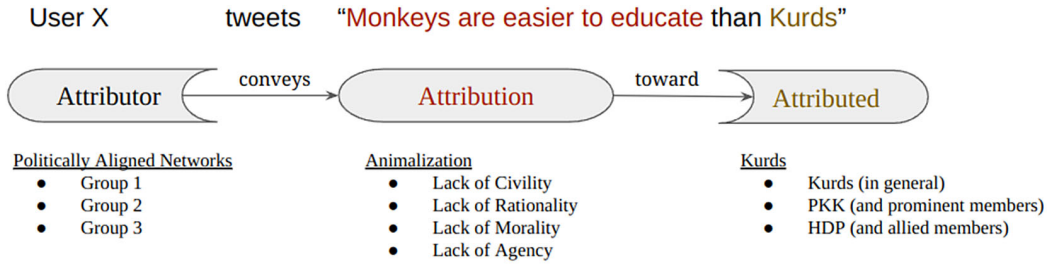 User X tweets “Monkeys are easier to educate than Kurds”
conveys toward
Attributor Attribution Attributed
Politically Aligned Networks Animalization Kurds
● Group 1 ● Lack of Civility ● Kurds (in general)
● Group 2 ● Lack of Rationality ● PKK (and prominent members)
● Group 3 ● Lack of Morality ● HDP (and allied members)
● Lack of Agency